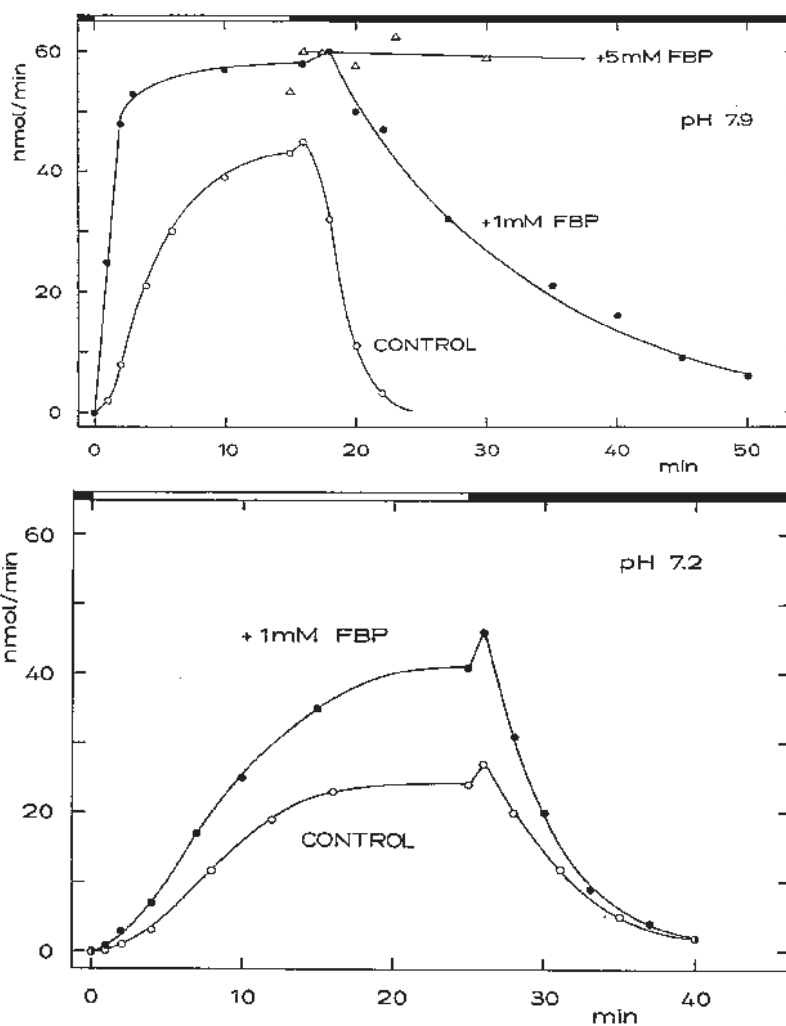 60
40
20
0
nmol/min
+5mM FBP
pH 7.9
+1mM FBP
CONTROL
0 10 20 30 40 50
min
60
40
20
0
nmol/min
pH 7.2
+ 1mM FBP
CONTROL
0 10 20 30 40
min